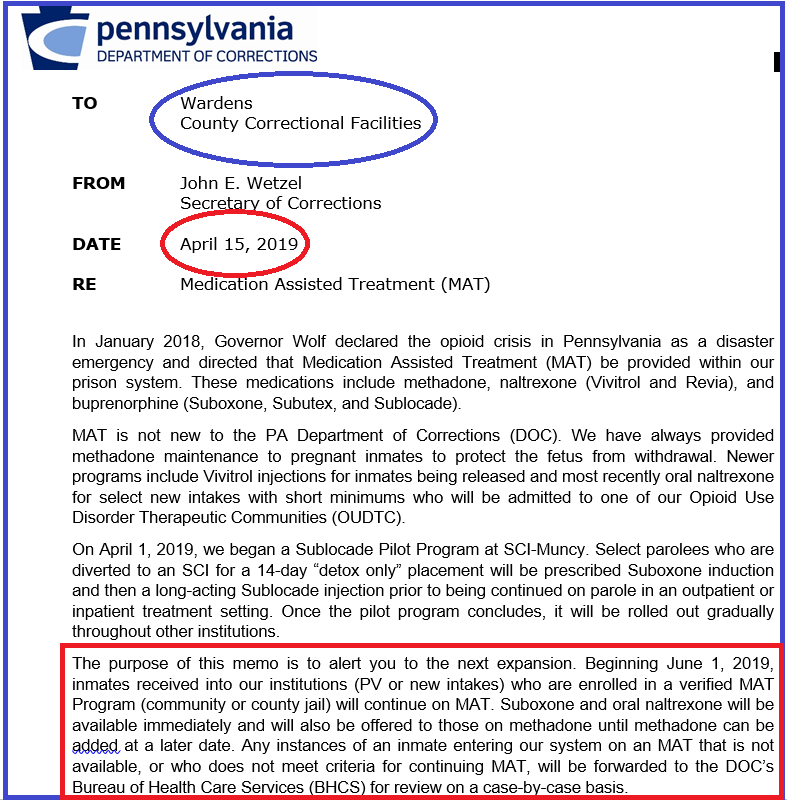 pennsylvania
DEPARTMENT OF CORRECTIONS
TO Wardens
County Correctional Facilities
FROM John E. Wetzel
Secretary of Corrections
DATE April 15, 2019
RE Medication Assisted Treatment (MAT)
In January 2018, Governor Wolf declared the opioid crisis in Pennsylvania as a disaster
emergency and directed that Medication Assisted Treatment (MAT) be provided within our
prison system. These medications include methadone, naltrexone (Vivitrol and Revia), and
buprenorphine (Suboxone, Subutex, and Sublocade).
MAT is not new to the PA Department of Corrections (DOC). We have always provided
methadone maintenance to pregnant inmates to protect the fetus from withdrawal. Newer
programs include Vivitrol injections for inmates being released and most recently oral naltrexone
for select new intakes with short minimums who will be admitted to one of our Opioid Use
Disorder Therapeutic Communities (OUDTC).
On April 1, 2019, we began a Sublocade Pilot Program at SCI-Muncy. Select parolees who are
diverted to an SCI for a 14-day “detox only” placement will be prescribed Suboxone induction
and then a long-acting Sublocade injection prior to being continued on parole in an outpatient or
inpatient treatment setting. Once the pilot program concludes, it will be rolled out gradually
throughout other institutions.
The purpose of this memo is to alert you to the next expansion. Beginning June 1, 2019,
inmates received into our institutions (PV or new intakes) who are enrolled in a verified MAT
Program (community or county jail) will continue on MAT. Suboxone and oral naltrexone will be
available immediately and will also be offered to those on methadone until methadone can be
added at a later date. Any instances of an inmate entering our system on an MAT that is not
available, or who does not meet criteria for continuing MAT, will be forwarded to the DOC’s
Bureau of Health Care Services (BHCS) for review on a case-by-case basis.